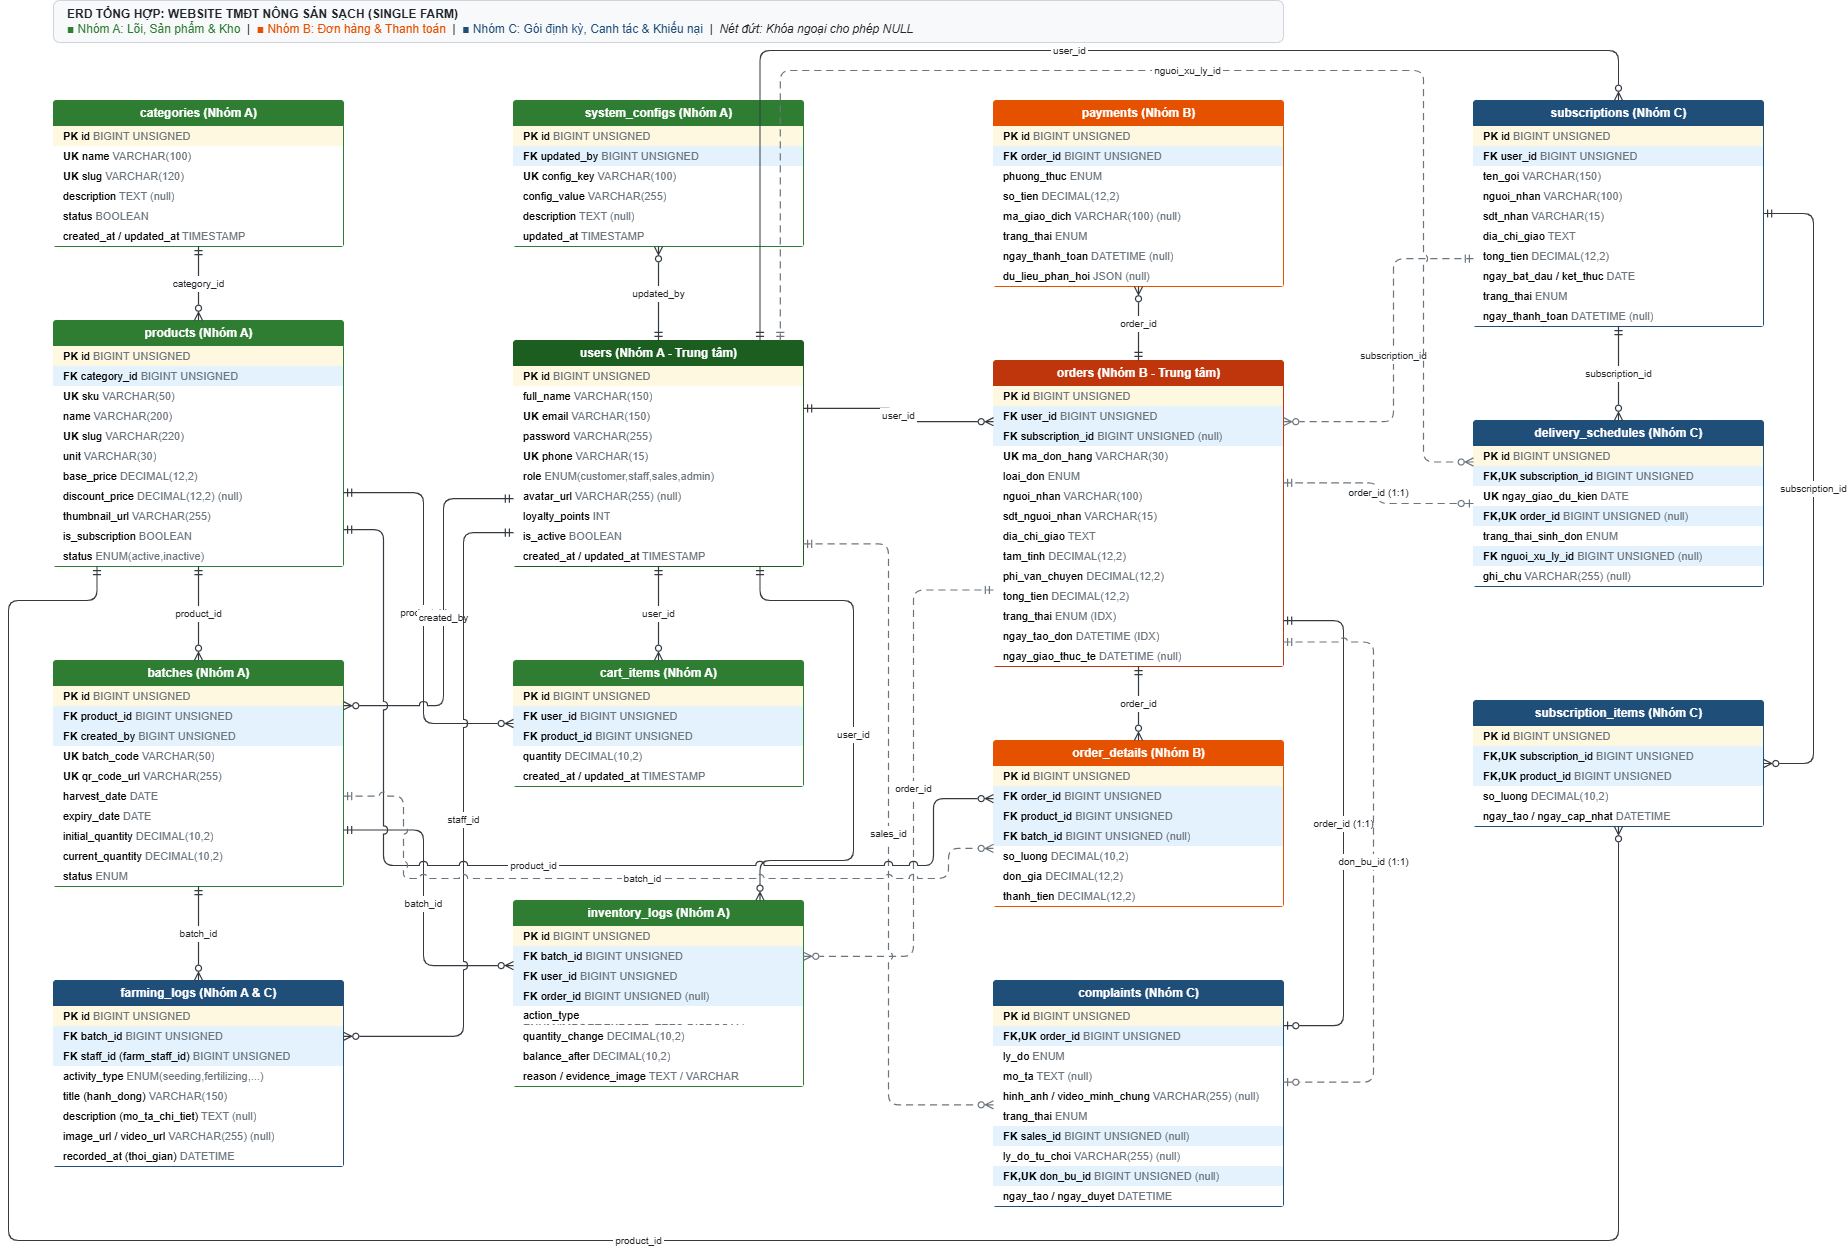 ERD TỔNG HỢP: WEBSITE TMĐT NÔNG SẢN SẠCH (SINGLE FARM)
■ Nhóm A: Lõi, Sản phẩm & Kho | ■ Nhóm B: Đơn hàng & Thanh toán | ■ Nhóm C: Gói định kỳ, Canh tác & Khiếu nại | Nét đứt: Khóa ngoại cho phép NULL
user_id
nguoi_xu_ly_id
categories (Nhóm A)
PK id BIGINT UNSIGNED
UK name VARCHAR(100)
UK slug VARCHAR(120)
description TEXT (null)
status BOOLEAN
created_at / updated_at TIMESTAMP
system_configs (Nhóm A)
PK id BIGINT UNSIGNED
FK updated_by BIGINT UNSIGNED
UK config_key VARCHAR(100)
config_value VARCHAR(255)
description TEXT (null)
updated_at TIMESTAMP
payments (Nhóm B)
PK id BIGINT UNSIGNED
FK order_id BIGINT UNSIGNED
phuong_thuc ENUM
so_tien DECIMAL(12,2)
ma_giao_dich VARCHAR(100) (null)
trang_thai ENUM
ngay_thanh_toan DATETIME (null)
du_lieu_phan_hoi JSON (null)
subscriptions (Nhóm C)
PK id BIGINT UNSIGNED
FK user_id BIGINT UNSIGNED
ten_goi VARCHAR(150)
nguoi_nhan VARCHAR(100)
sdt_nhan VARCHAR(15)
dia_chi_giao TEXT
tong_tien DECIMAL(12,2)
ngay_bat_dau / ket_thuc DATE
trang_thai ENUM
ngay_thanh_toan DATETIME (null)
category_id
updated_by
order_id
subscription_id
subscription_id
subscription_id
products (Nhóm A)
PK id BIGINT UNSIGNED
FK category_id BIGINT UNSIGNED
UK sku VARCHAR(50)
name VARCHAR(200)
UK slug VARCHAR(220)
unit VARCHAR(30)
base_price DECIMAL(12,2)
discount_price DECIMAL(12,2) (null)
thumbnail_url VARCHAR(255)
is_subscription BOOLEAN
status ENUM(active,inactive)
users (Nhóm A - Trung tâm)
PK id BIGINT UNSIGNED
full_name VARCHAR(150)
UK email VARCHAR(150)
password VARCHAR(255)
UK phone VARCHAR(15)
role ENUM(customer,staff,sales,admin)
avatar_url VARCHAR(255) (null)
loyalty_points INT
is_active BOOLEAN
created_at / updated_at TIMESTAMP
user_id
orders (Nhóm B - Trung tâm)
PK id BIGINT UNSIGNED
FK user_id BIGINT UNSIGNED
FK subscription_id BIGINT UNSIGNED (null)
UK ma_don_hang VARCHAR(30)
loai_don ENUM
nguoi_nhan VARCHAR(100)
sdt_nguoi_nhan VARCHAR(15)
dia_chi_giao TEXT
tam_tinh DECIMAL(12,2)
phi_van_chuyen DECIMAL(12,2)
tong_tien DECIMAL(12,2)
trang_thai ENUM (IDX)
ngay_tao_don DATETIME (IDX)
ngay_giao_thuc_te DATETIME (null)
order_id (1:1)
delivery_schedules (Nhóm C)
PK id BIGINT UNSIGNED
FK,UK subscription_id BIGINT UNSIGNED
UK ngay_giao_du_kien DATE
FK,UK order_id BIGINT UNSIGNED (null)
trang_thai_sinh_don ENUM
FK nguoi_xu_ly_id BIGINT UNSIGNED (null)
ghi_chu VARCHAR(255) (null)
product_id
created_by
user_id
order_id
batches (Nhóm A)
PK id BIGINT UNSIGNED
FK product_id BIGINT UNSIGNED
FK created_by BIGINT UNSIGNED
UK batch_code VARCHAR(50)
UK qr_code_url VARCHAR(255)
harvest_date DATE
expiry_date DATE
initial_quantity DECIMAL(10,2)
current_quantity DECIMAL(10,2)
status ENUM
cart_items (Nhóm A)
PK id BIGINT UNSIGNED
FK user_id BIGINT UNSIGNED
FK product_id BIGINT UNSIGNED
quantity DECIMAL(10,2)
created_at / updated_at TIMESTAMP
user_id
order_id
staff_id
sales_id
product_id
batch_id
batch_id
order_details (Nhóm B)
PK id BIGINT UNSIGNED
FK order_id BIGINT UNSIGNED
FK product_id BIGINT UNSIGNED
FK batch_id BIGINT UNSIGNED (null)
so_luong DECIMAL(10,2)
don_gia DECIMAL(12,2)
thanh_tien DECIMAL(12,2)
order_id (1:1)
don_bu_id (1:1)
subscription_items (Nhóm C)
PK id BIGINT UNSIGNED
FK,UK subscription_id BIGINT UNSIGNED
FK,UK product_id BIGINT UNSIGNED
so_luong DECIMAL(10,2)
ngay_tao / ngay_cap_nhat DATETIME
batch_id
farming_logs (Nhóm A & C)
PK id BIGINT UNSIGNED
FK batch_id BIGINT UNSIGNED
FK staff_id (farm_staff_id) BIGINT UNSIGNED
activity_type ENUM(seeding,fertilizing,...)
title (hanh_dong) VARCHAR(150)
description (mo_ta_chi_tiet) TEXT (null)
image_url / video_url VARCHAR(255) (null)
recorded_at (thoi_gian) DATETIME
inventory_logs (Nhóm A)
PK id BIGINT UNSIGNED
FK batch_id BIGINT UNSIGNED
FK user_id BIGINT UNSIGNED
FK order_id BIGINT UNSIGNED (null)
action_type
quantity_change DECIMAL(10,2)
balance_after DECIMAL(10,2)
reason / evidence_image TEXT / VARCHAR
complaints (Nhóm C)
PK id BIGINT UNSIGNED
FK,UK order_id BIGINT UNSIGNED
ly_do ENUM
mo_ta TEXT (null)
hinh_anh / video_minh_chung VARCHAR(255) (null)
trang_thai ENUM
FK sales_id BIGINT UNSIGNED (null)
ly_do_tu_choi VARCHAR(255) (null)
FK,UK don_bu_id BIGINT UNSIGNED (null)
ngay_tao / ngay_duyet DATETIME
product_id